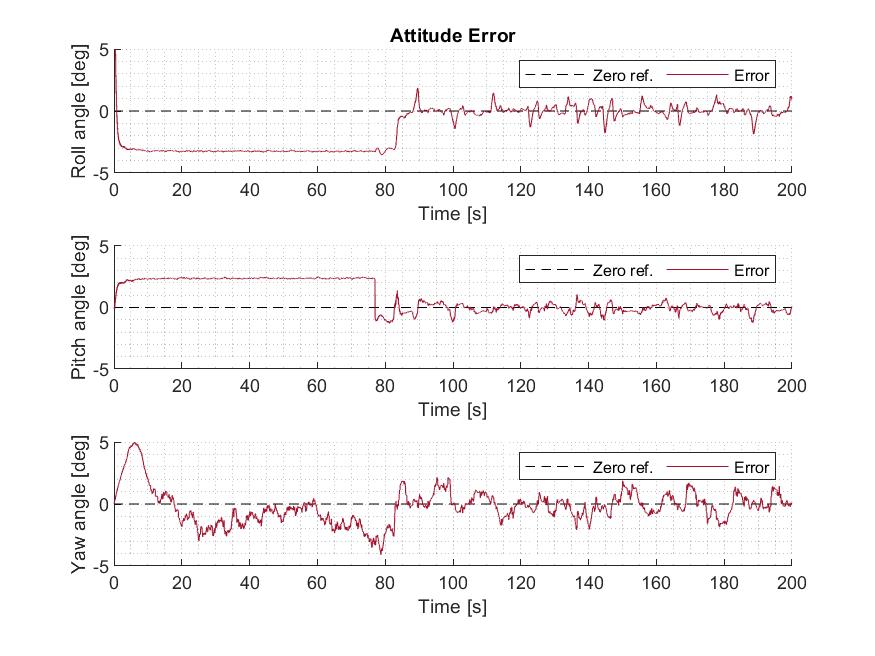 Attitude Error
Roll angle [deg]
5
0
-5
Zero ref.
Error
0 20 40 60 80 100 120 140 160 180 200
Time [s]
Pitch angle [deg]
5
0
-5
Zero ref.
Error
0 20 40 60 80 100 120 140 160 180 200
Time [s]
Yaw angle [deg]
5
0
-5
Zero ref.
Error
0 20 40 60 80 100 120 140 160 180 200
Time [s]